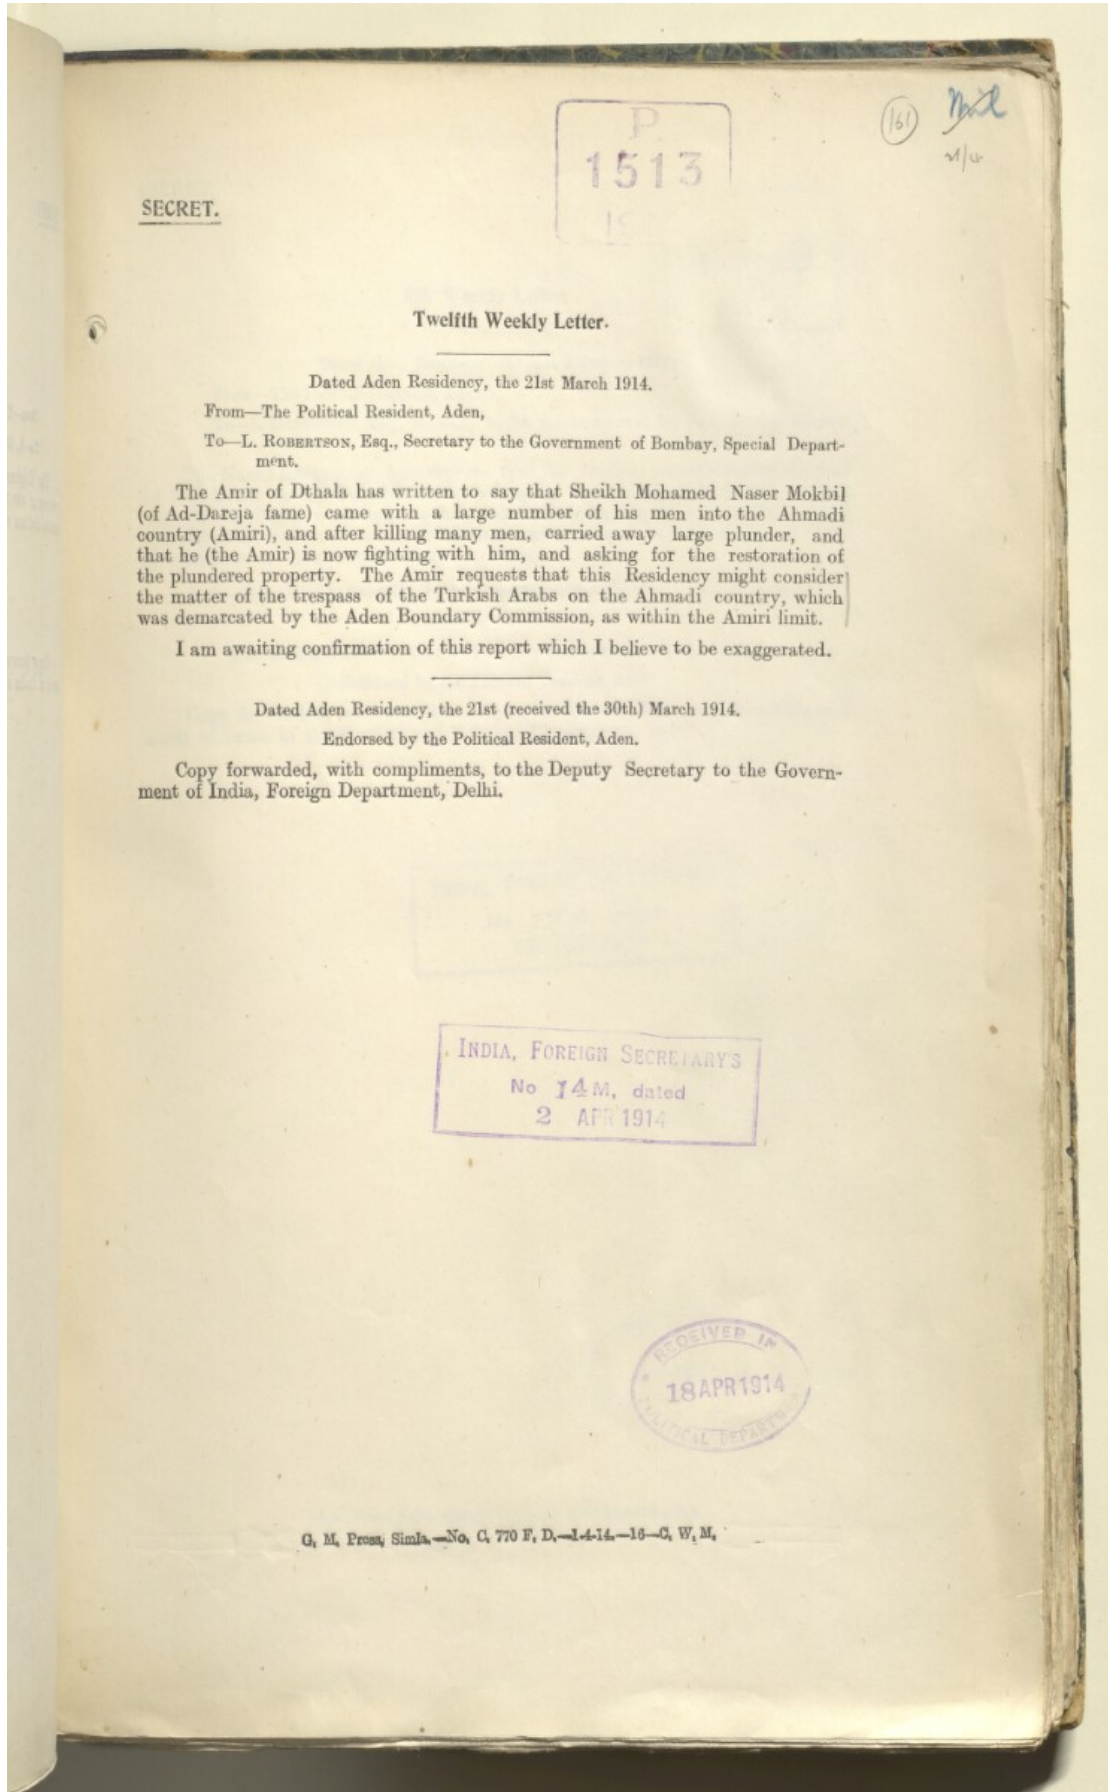 P
1513
161
SECRET.
Twelfth Weekly Letter.
Dated Aden Residency, the 21st March 1914.
From—The Political Resident, Aden,
To—L. ROBERTSON, Esq., Secretary to the Government of Bombay, Special Depart-
ment.
The Amir of Dthala has written to say that Sheikh Mohamed Naser Mokbil
(of Ad-Dareja fame) came with a large number of his men into the Ahmadi
country (Amiri), and after killing many men, carried away large plunder, and
that he (the Amir) is now fighting with him, and asking for the restoration of
the plundered property. The Amir requests that this Residency might consider
the matter of the trespass of the Turkish Arabs on the Ahmadi country, which
was demarcated by the Aden Boundary Commission, as within the Amiri limit.
I am awaiting confirmation of this report which I believe to be exaggerated.
Dated Aden Residency, the 21st (received the 30th) March 1914.
Endorsed by the Political Resident, Aden.
Copy forwarded, with compliments, to the Deputy Secretary to the Govern-
ment of India, Foreign Department, Delhi.
INDIA, FOREIGN SECRETARY'S
No 14 M, dated
2 APR 1914
RECEIVED IN
18 APR 1914
POLITICAL DEPARTMT
G. M. Press, Simla.—No. C. 770 F. D.—1-4-14.—16—C. W. M.